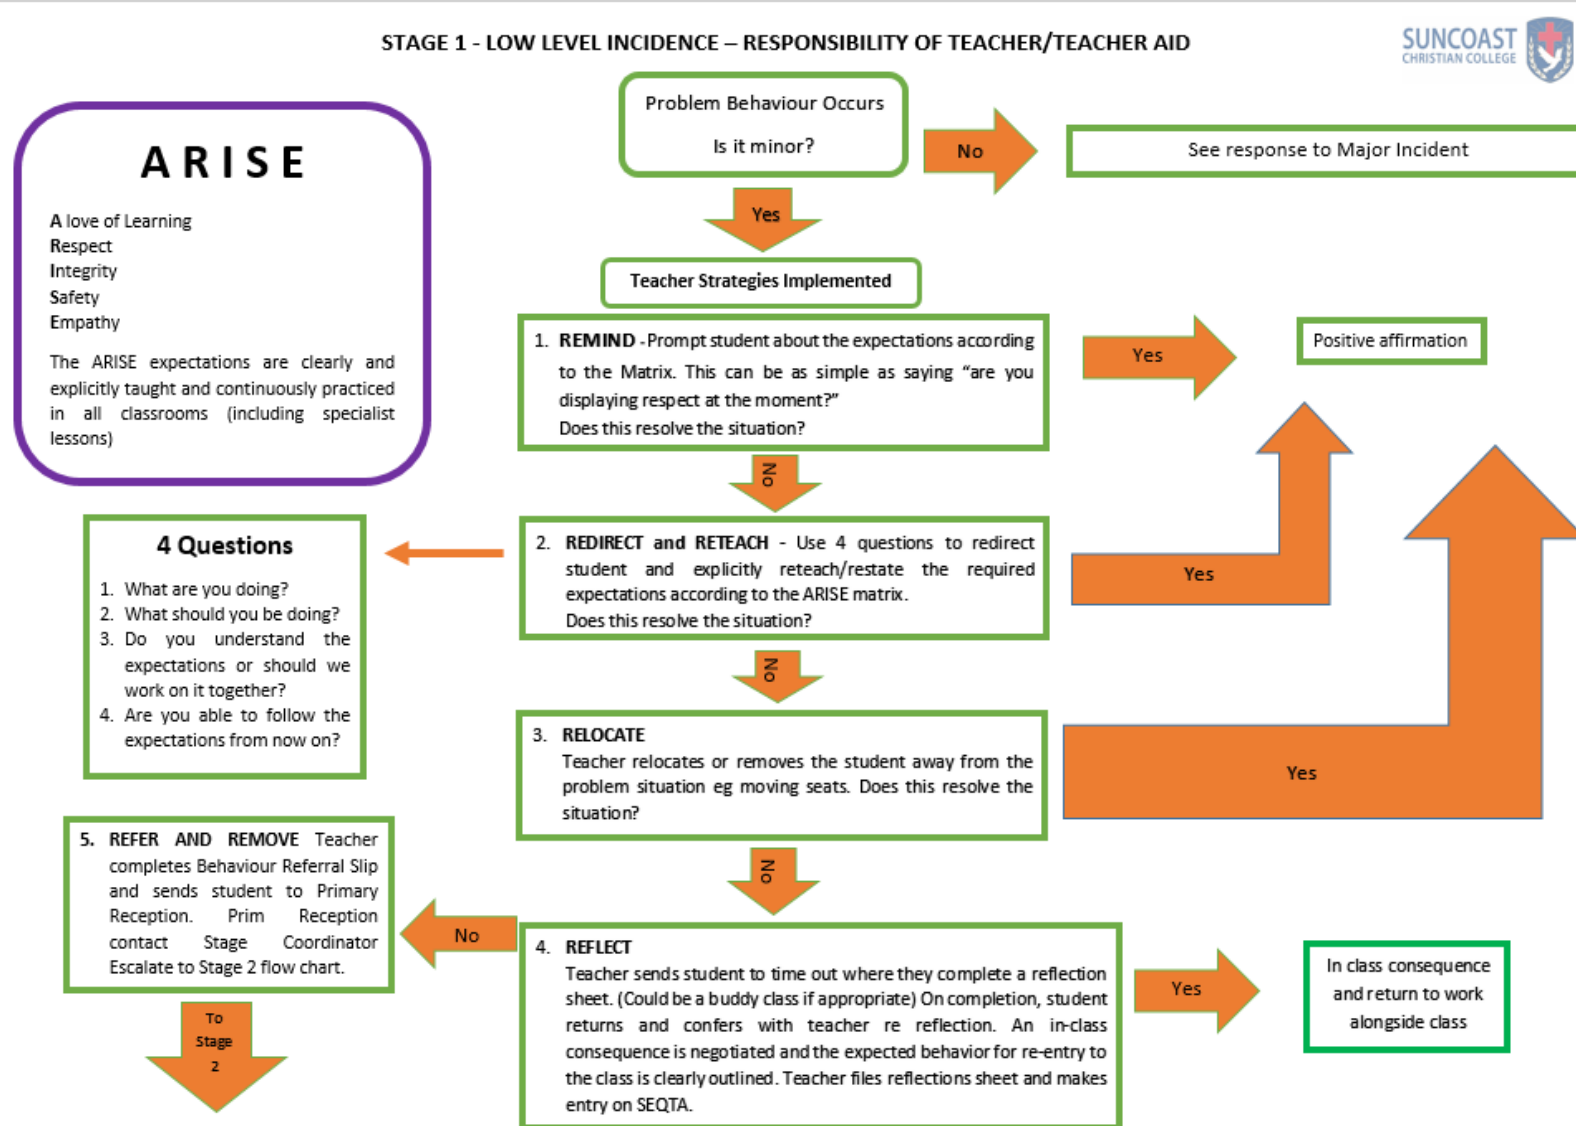 STAGE 1 - LOW LEVEL INCIDENCE – RESPONSIBILITY OF TEACHER/TEACHER AID
SUNCOAST
CHRISTIAN COLLEGE
Problem Behaviour Occurs
Is it minor?
No
See response to Major Incident
Yes
A R I S E
A love of Learning
Respect
Integrity
Safety
Empathy
The ARISE expectations are clearly and
explicitly taught and continuously practiced
in all classrooms (including specialist
lessons)
Teacher Strategies Implemented
1. REMIND - Prompt student about the expectations according
to the Matrix. This can be as simple as saying “are you
displaying respect at the moment?”
Does this resolve the situation?
Yes
Positive affirmation
No
2. REDIRECT and RETEACH - Use 4 questions to redirect
student and explicitly reteach/restate the required
expectations according to the ARISE matrix.
Does this resolve the situation?
Yes
4 Questions
1. What are you doing?
2. What should you be doing?
3. Do you understand the
expectations or should we
work on it together?
4. Are you able to follow the
expectations from now on?
No
3. RELOCATE
Teacher relocates or removes the student away from the
problem situation eg moving seats. Does this resolve the
situation?
Yes
No
4. REFLECT
Teacher sends student to time out where they complete a reflection
sheet. (Could be a buddy class if appropriate) On completion, student
returns and confers with teacher re reflection. An in-class
consequence is negotiated and the expected behavior for re-entry to
the class is clearly outlined. Teacher files reflections sheet and makes
entry on SEQTA.
Yes
In class consequence
and return to work
alongside class
No
5. REFER AND REMOVE Teacher
completes Behaviour Referral Slip
and sends student to Primary
Reception. Prim Reception
contact Stage Coordinator
Escalate to Stage 2 flow chart.
To
Stage
2